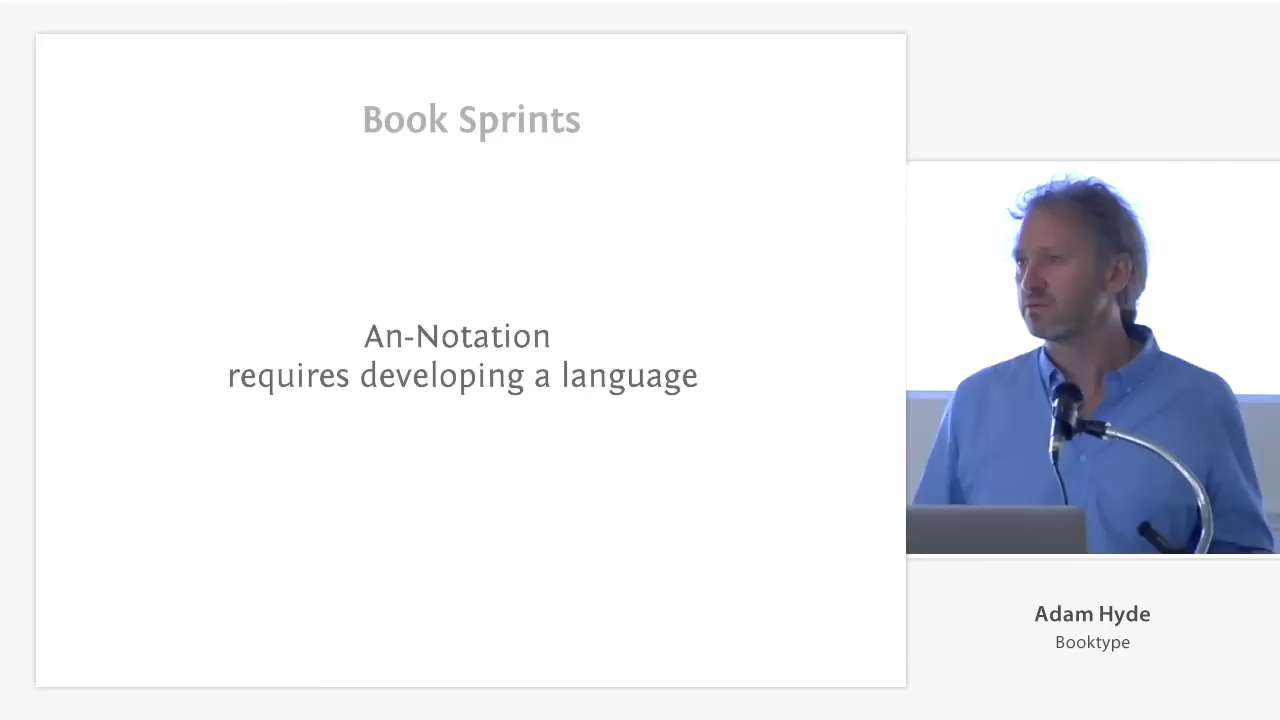 Book Sprints
An-Notation
requires developing a language
Adam Hyde
Booktype